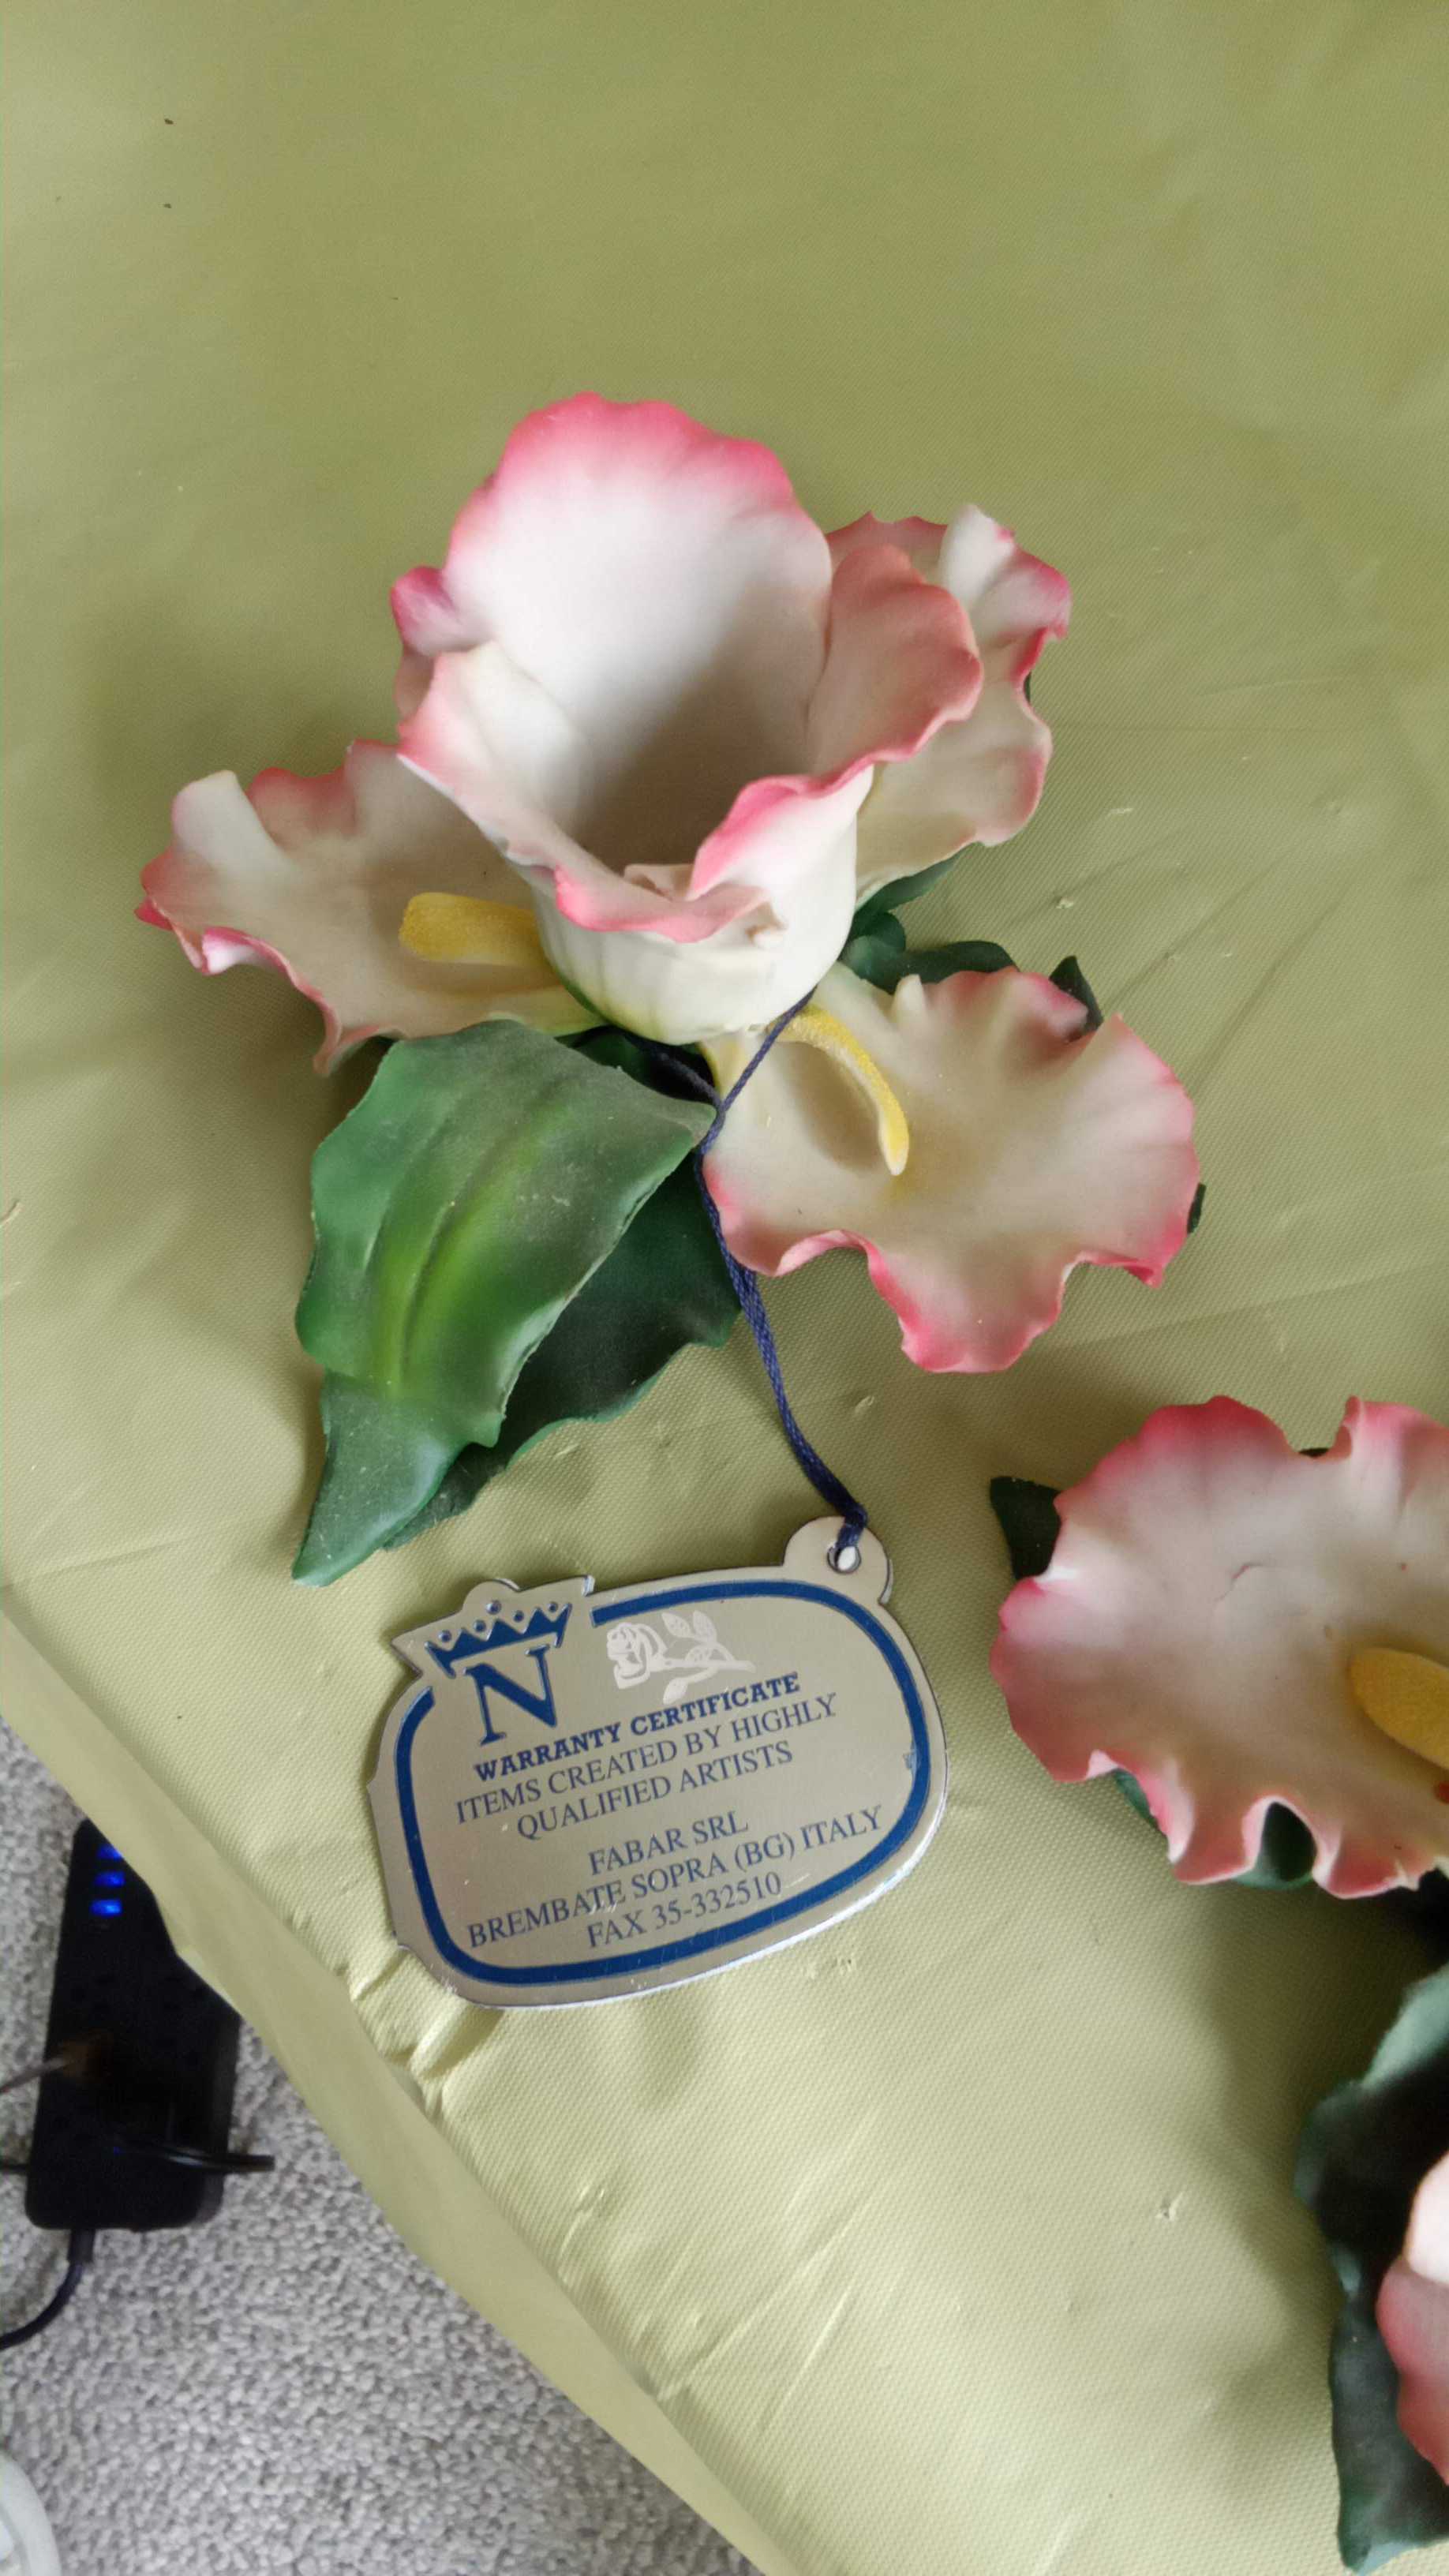 N
WARRANTY CERTIFICATE
ITEMS CREATED BY HIGHLY
QUALIFIED ARTISTS
FABAR SRL
BREMBATE SOPRA (BG) ITALY
FAX 35-332510